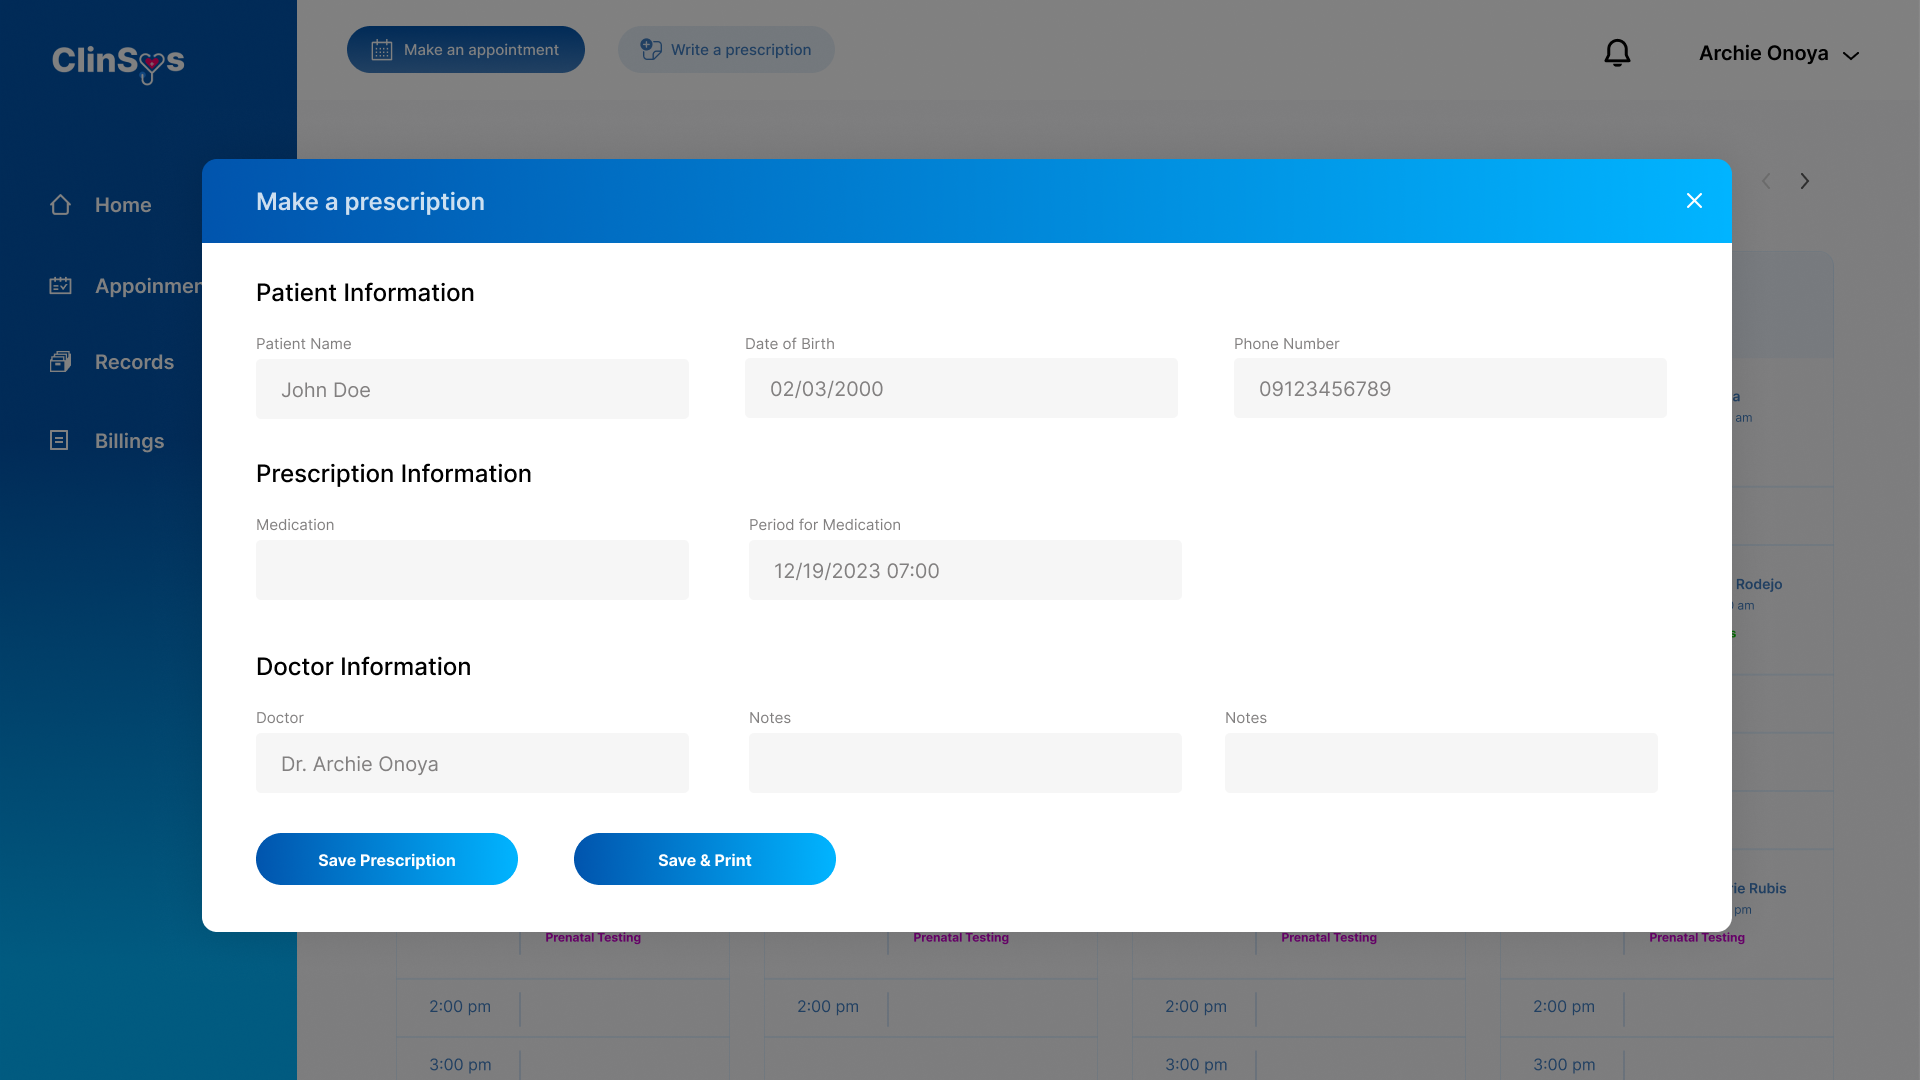 ClinSys
Make an appointment
Write a prescription
Archie Onoya
Home
Appoinmen
Records
Billings
Make a prescription
Patient Information
Patient Name
Date of Birth
Phone Number
John Doe
02/03/2000
09123456789
Prescription Information
Medication
Period for Medication
12/19/2023 07:00
Doctor Information
Doctor
Notes
Notes
Dr. Archie Onoya
Save Prescription
Save & Print
a
am
Rodejo
am
s
rie Rubis
pm
Prenatal Testing
Prenatal Testing
Prenatal Testing
Prenatal Testing
2:00 pm
2:00 pm
2:00 pm
2:00 pm
3:00 pm
3:00 pm
3:00 pm